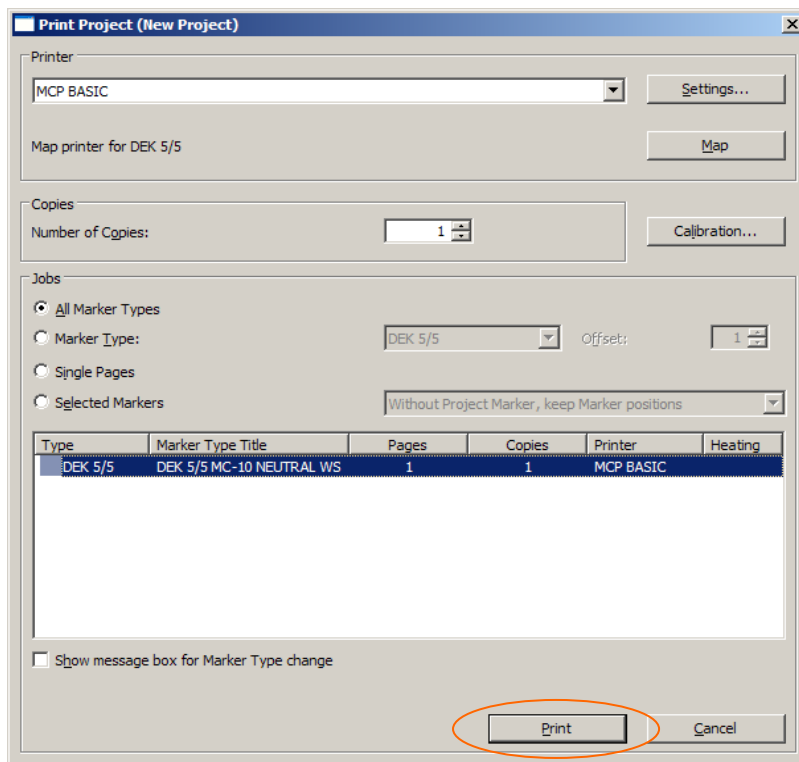 Print Project (New Project)
Printer
MCP BASIC
Settings...
Map printer for DEK 5/5
Map
Copies
Number of Copies:
1
Calibration...
Jobs
All Marker Types
Marker Type:
DEK 5/5
Offset:
1
Single Pages
Selected Markers
Without Project Marker, keep Marker positions
Type Marker Type Title Pages Copies Printer Heating
DEK 5/5 DEK 5/5 MC-10 NEUTRAL WS 1 1 MCP BASIC
Show message box for Marker Type change
Print
Cancel